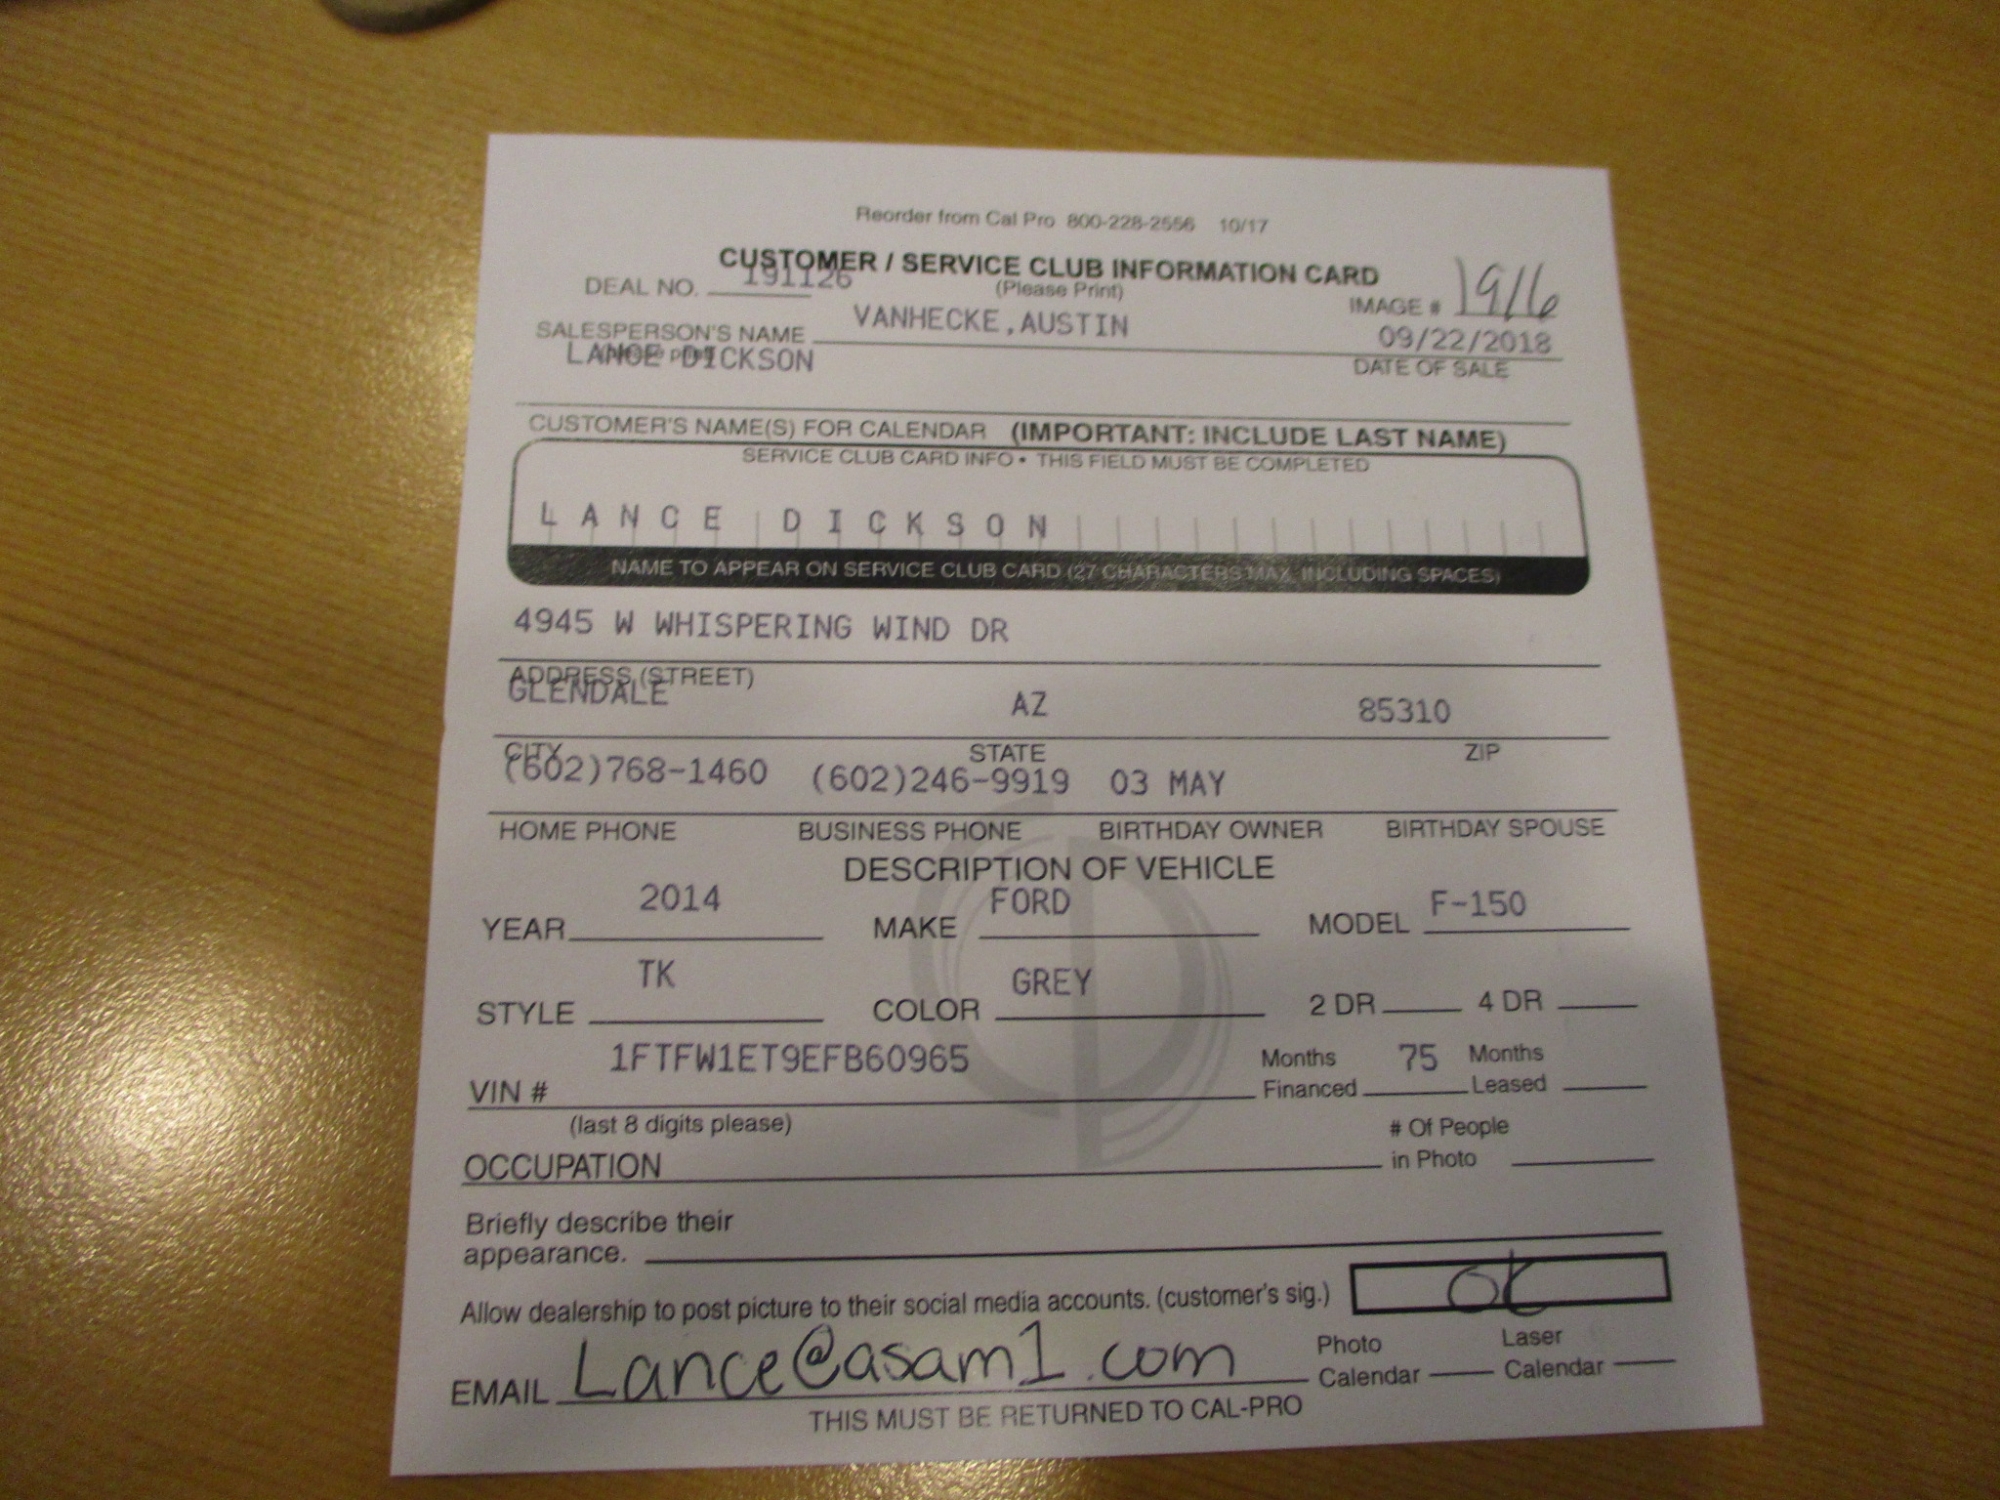 Reorder from Cal Pro 800-228-2556 10/17
CUSTOMER / SERVICE CLUB INFORMATION CARD
DEAL NO. 191126 (Please Print) IMAGE # 1916
SALESPERSON'S NAME VANHECKE,AUSTIN 09/22/2018
LANCE DICKSON DATE OF SALE
CUSTOMER'S NAME(S) FOR CALENDAR (IMPORTANT: INCLUDE LAST NAME)
SERVICE CLUB CARD INFO • THIS FIELD MUST BE COMPLETED
LANCE DICKSON
NAME TO APPEAR ON SERVICE CLUB CARD (27 CHARACTERS MAX, INCLUDING SPACES)
4945 W WHISPERING WIND DR
ADDRESS (STREET)
GLENDALE AZ 85310
CITY STATE ZIP
(602)768-1460 (602)246-9919 03 MAY
HOME PHONE BUSINESS PHONE BIRTHDAY OWNER BIRTHDAY SPOUSE
DESCRIPTION OF VEHICLE
YEAR 2014 MAKE FORD MODEL F-150
STYLE TK COLOR GREY 2 DR 4 DR
VIN # 1FTFW1ET9EFB60965 Months Financed 75 Months Leased
(last 8 digits please)
OCCUPATION # Of People in Photo
Briefly describe their
appearance.
Allow dealership to post picture to their social media accounts. (customer's sig.) ok
EMAIL Lance@asam1.com Photo Calendar Laser Calendar
THIS MUST BE RETURNED TO CAL-PRO